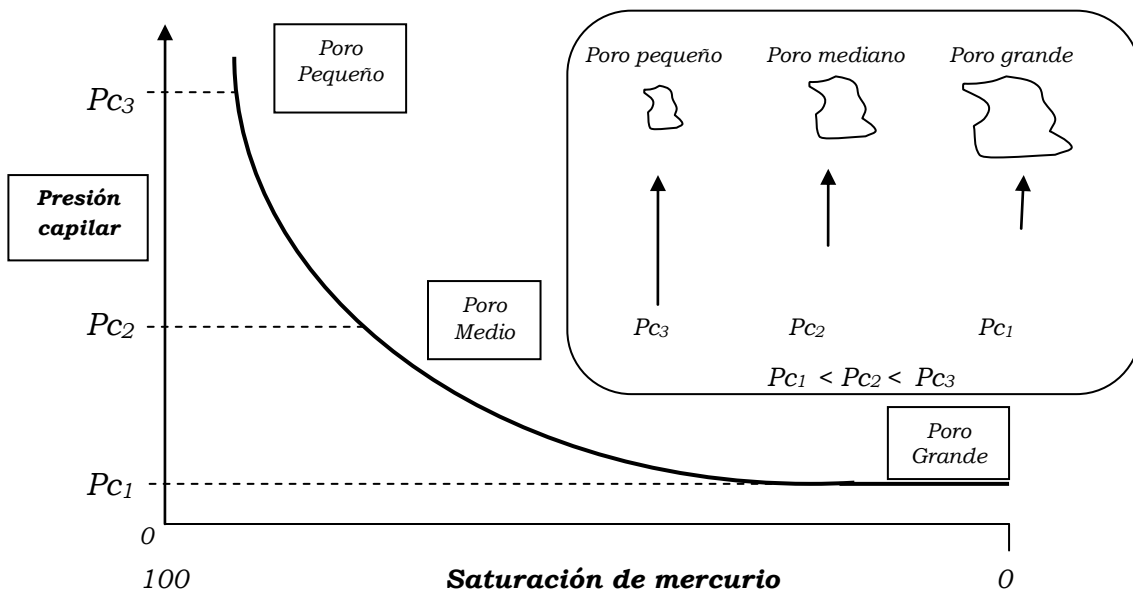 Poro
Pequeño
Pc3
Presión
capilar
Poro
Medio
Pc2
Poro
Grande
Pc1
0
100
Saturación de mercurio
0
Poro pequeño Poro mediano Poro grande
Pc3 Pc2 Pc1
Pc1 < Pc2 < Pc3